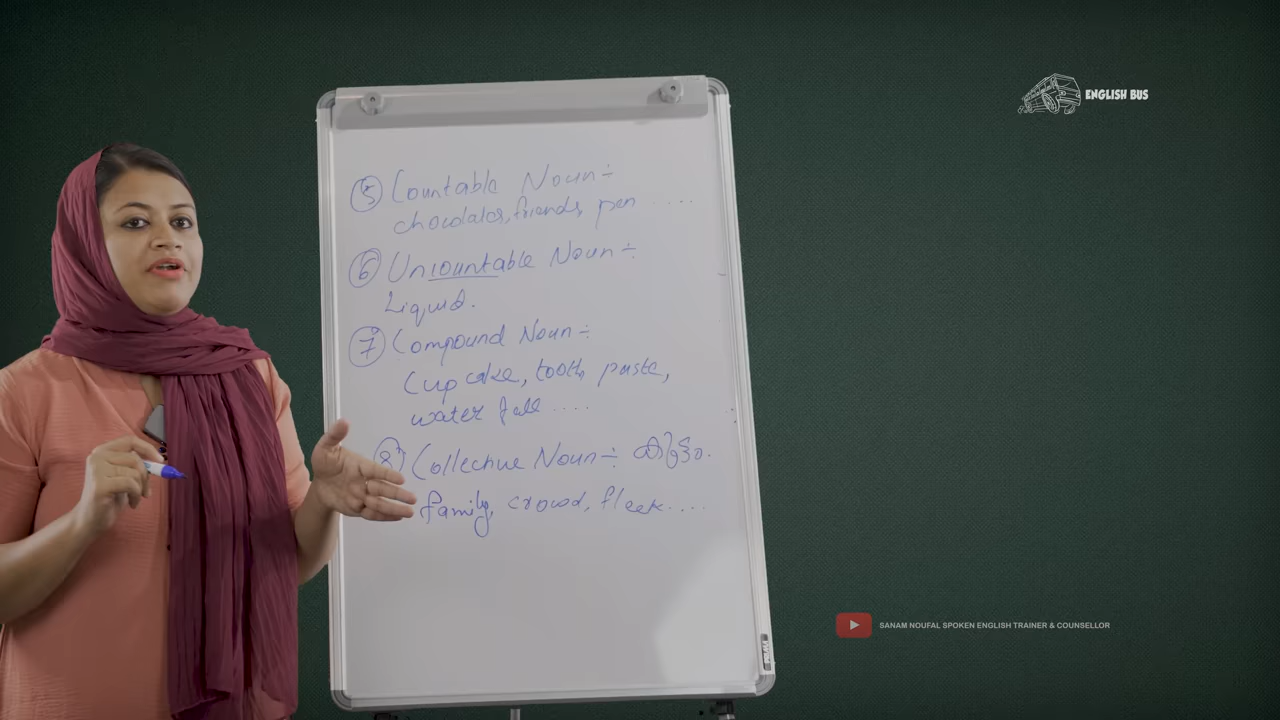 ENGLISH BUS
5 Countable Noun ÷
chocolates, friends, pen ....
6 Uncountable Noun ÷
Liquid.
7 Compound Noun ÷
Cup cake, tooth paste,
water fall ....
8 Collective Noun ÷
family, crowd, fleet....
SANAM NOUFAL SPOKEN ENGLISH TRAINER & COUNSELLOR